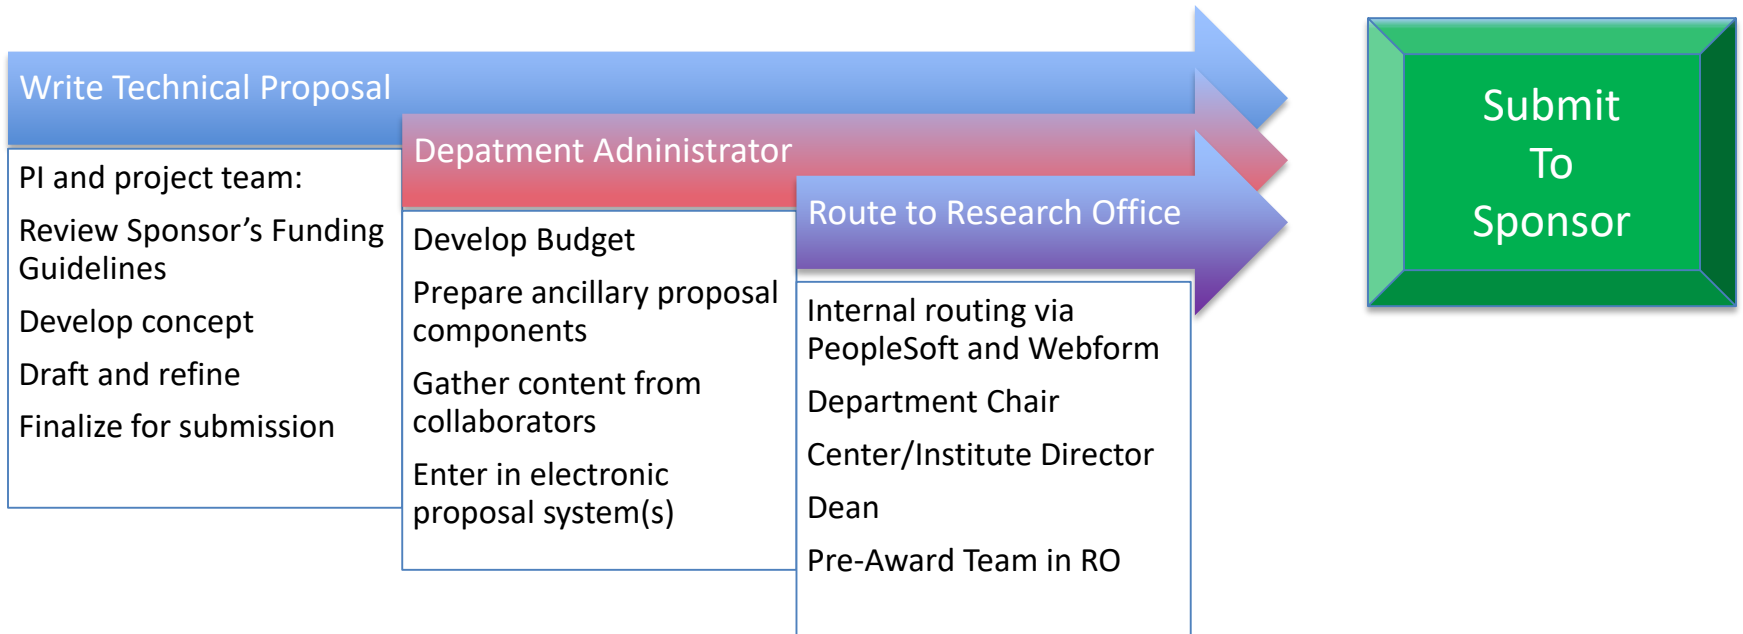 Write Technical Proposal
PI and project team:
Review Sponsor’s Funding
Guidelines
Develop concept
Draft and refine
Finalize for submission
Depatment Adninistrator
Develop Budget
Prepare ancillary proposal
components
Gather content from
collaborators
Enter in electronic
proposal system(s)
Route to Research Office
Internal routing via
PeopleSoft and Webform
Department Chair
Center/Institute Director
Dean
Pre-Award Team in RO
Submit
To
Sponsor